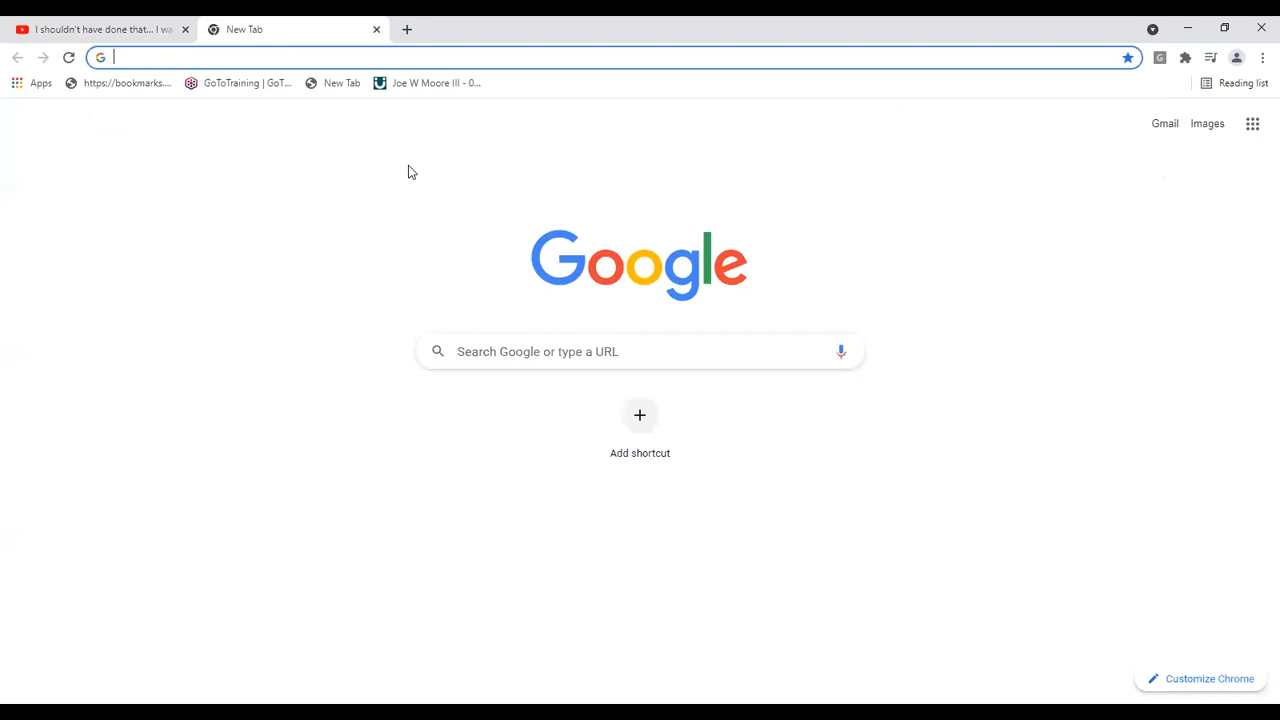 I shouldn't have done that... I wa
New Tab
G
Apps
https://bookmarks....
GoToTraining | GoT...
New Tab
Joe W Moore III - 0...
Reading list
Gmail
Images
Google
Search Google or type a URL
Add shortcut
Customize Chrome